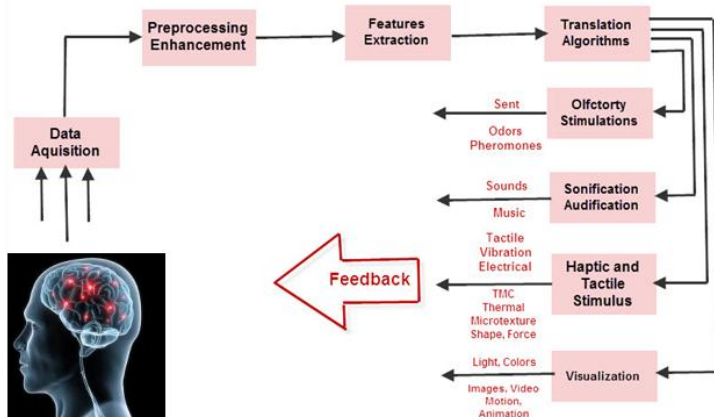 Preprocessing
Enhancement
Features
Extraction
Translation
Algorithms
Data
Aquisition
Sent
Odors
Pheromones
Olfctorty
Stimulations
Sounds
Music
Sonification
Audification
Feedback
Tactile
Vibration
Electrical
TMC
Thermal
Microtexture
Shape, Force
Haptic and
Tactile
Stimulus
Light, Colors
Images, Video
Motion,
Animation
Visualization